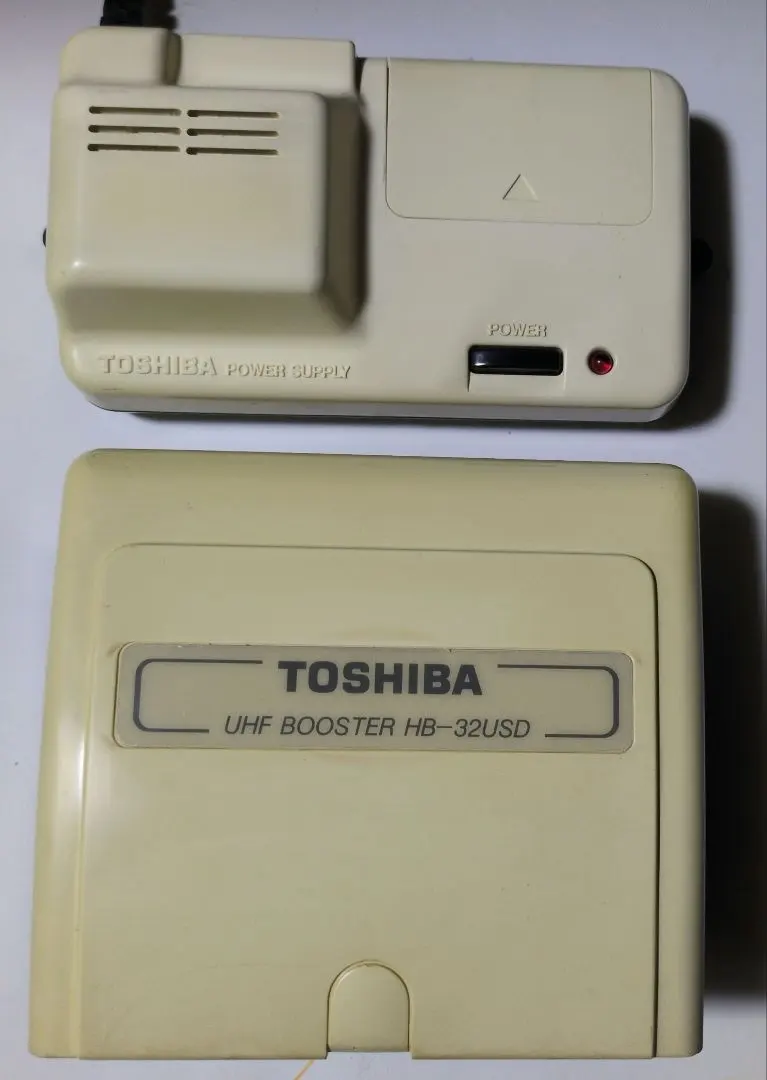 POWER
TOSHIBA POWER SUPPLY
TOSHIBA
UHF BOOSTER HB-32USD